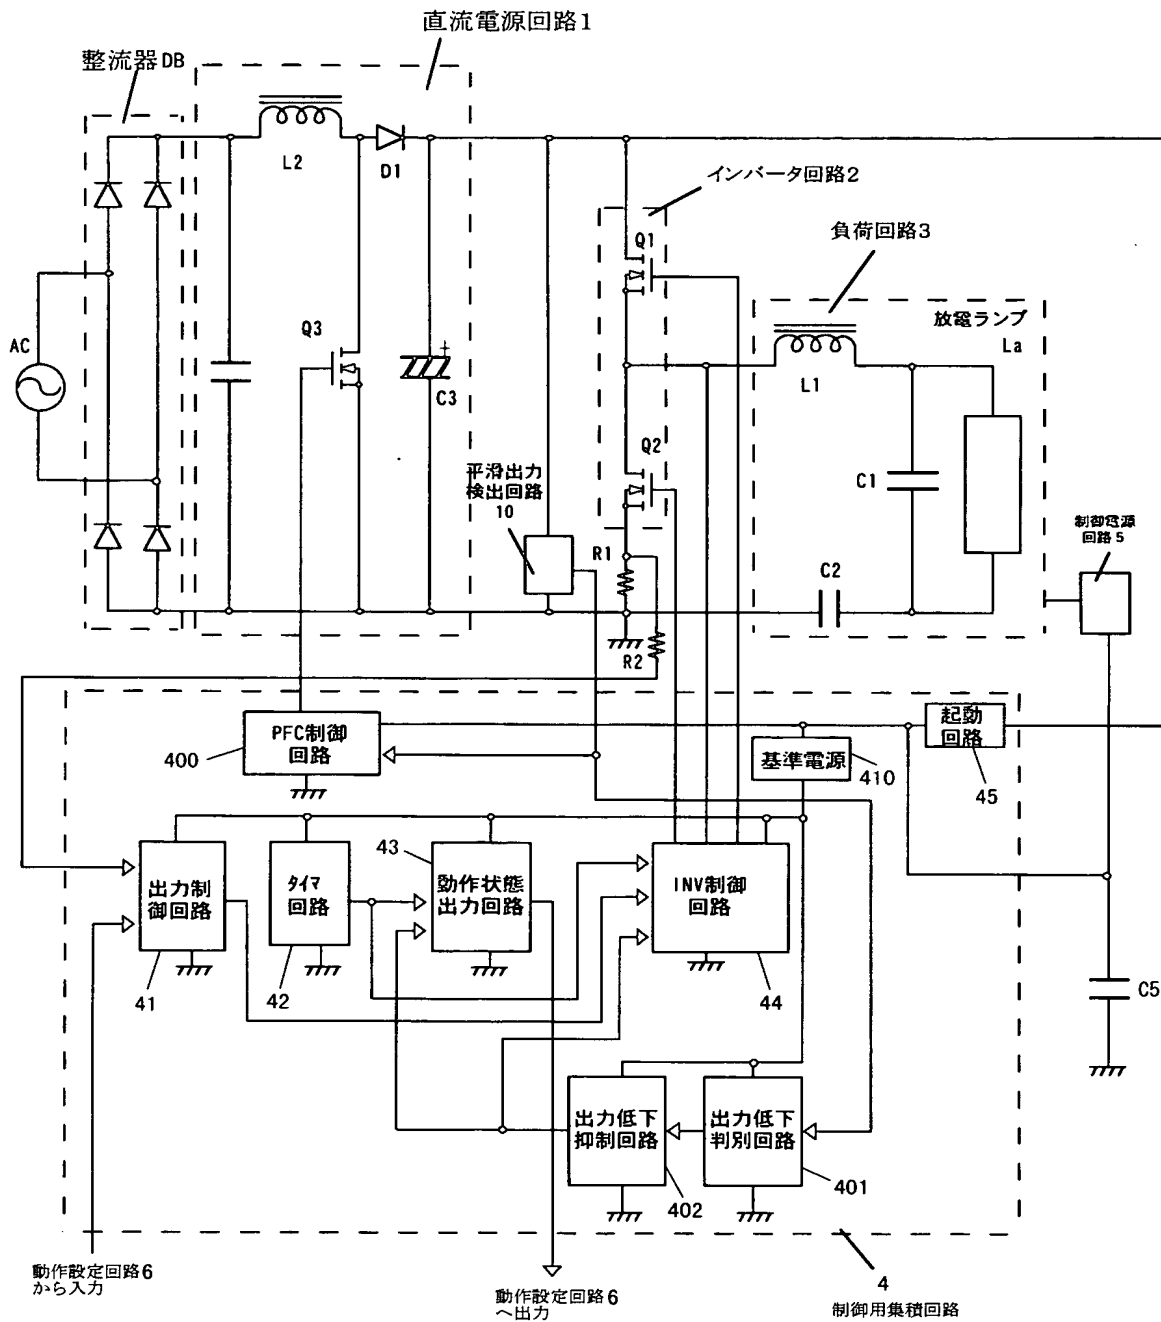 直流電源回路1
整流器DB
L2
D1
インバータ回路2
Q1
負荷回路3
放電ランプ
La
AC
Q3
C3
+
L1
Q2
平滑出力
検出回路
10
C1
制御電源
回路5
R1
C2
R2
PFC制御
回路
400
起動
回路
45
基準電源
410
43
出力制
御回路
41
タイマ
回路
42
動作状態
出力回路
INV制御
回路
44
C5
出力低下
抑制回路
402
出力低下
判別回路
401
動作設定回路6
から入力
動作設定回路6
へ出力
4
制御用集積回路